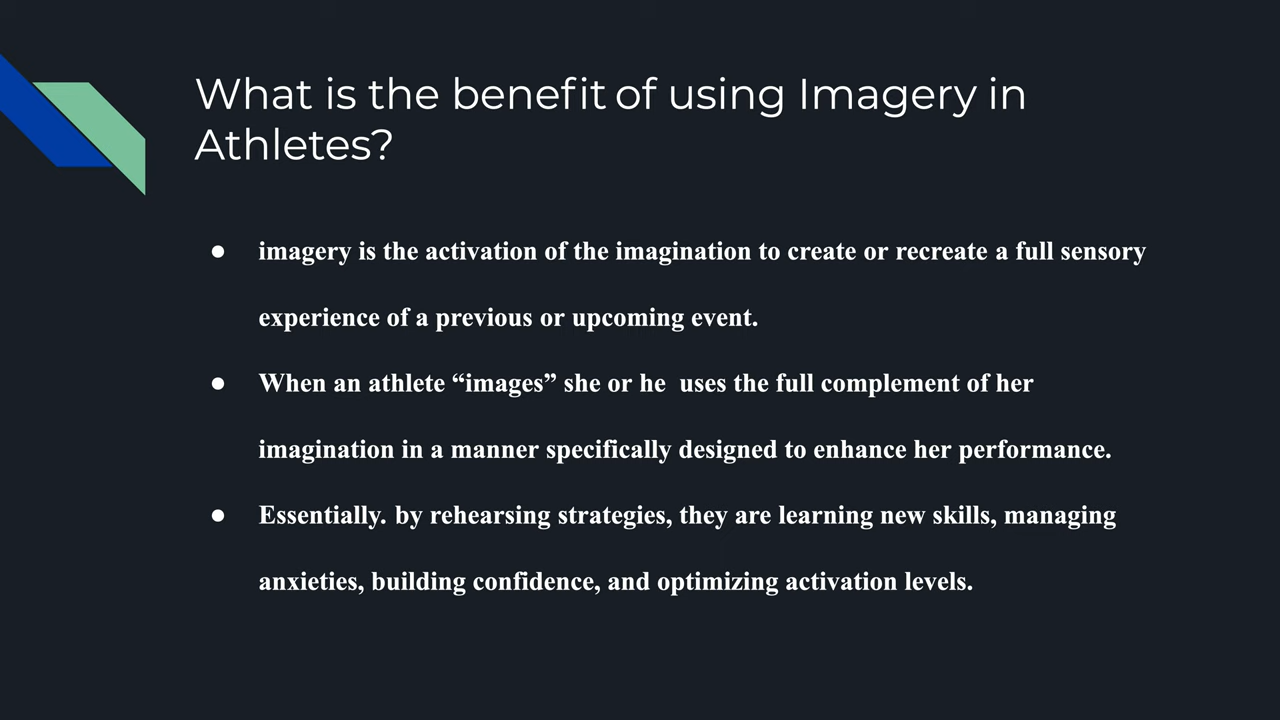 What is the benefit of using Imagery in
Athletes?
● imagery is the activation of the imagination to create or recreate a full sensory
experience of a previous or upcoming event.
● When an athlete “images” she or he  uses the full complement of her
imagination in a manner specifically designed to enhance her performance.
● Essentially. by rehearsing strategies, they are learning new skills, managing
anxieties, building confidence, and optimizing activation levels.